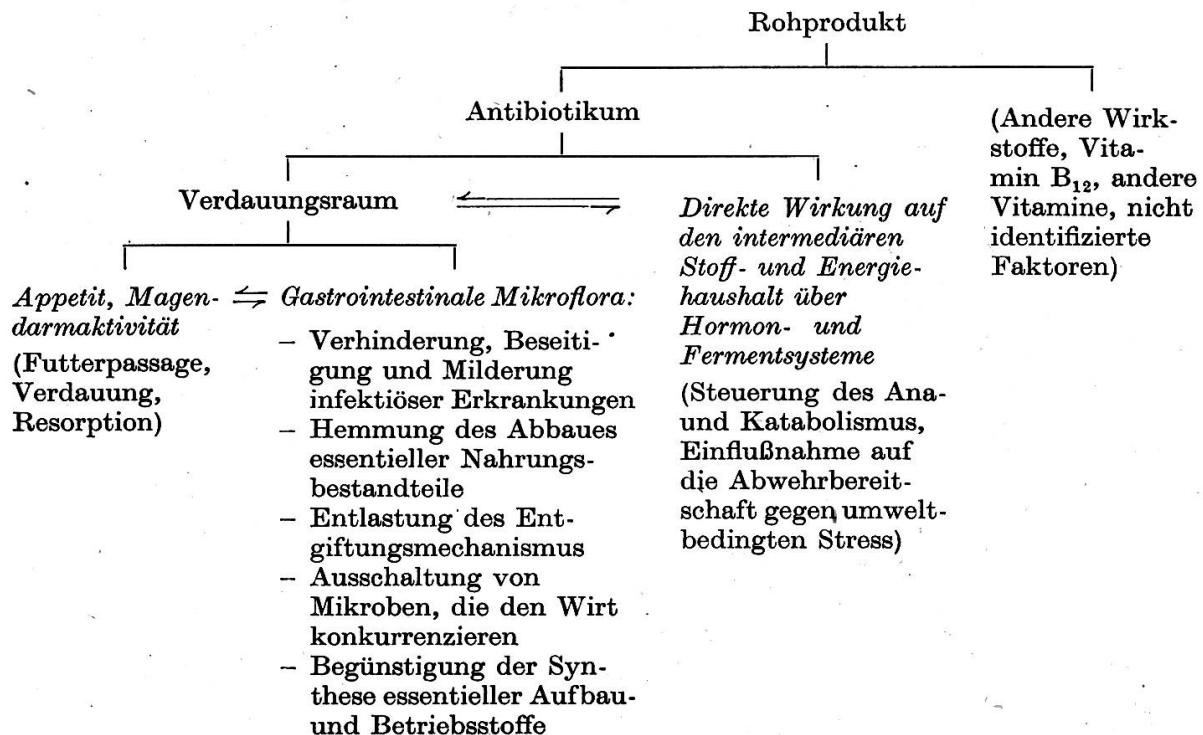 Rohprodukt
Antibiotikum
(Andere Wirk-
stoffe, Vita-
min B₁₂, andere
Vitamine, nicht
identifizierte
Faktoren)
Verdauungsraum
Direkte Wirkung auf
den intermediären
Stoff- und Energie-
haushalt über
Hormon- und
Fermentsysteme
(Steuerung des Ana-
und Katabolismus,
Einflußnahme auf
die Abwehrbereit-
schaft gegen umwelt-
bedingten Stress)
Appetit, Magen-
darmaktivität
(Futterpassage,
Verdauung,
Resorption)
Gastrointestinale Mikroflora:
– Verhinderung, Beseiti-
gung und Milderung
infektiöser Erkrankungen
– Hemmung des Abbaues
essentieller Nahrungs-
bestandteile
– Entlastung des Ent-
giftungsmechanismus
– Ausschaltung von
Mikroben, die den Wirt
konkurrenzieren
– Begünstigung der Syn-
these essentieller Aufbau-
und Betriebsstoffe